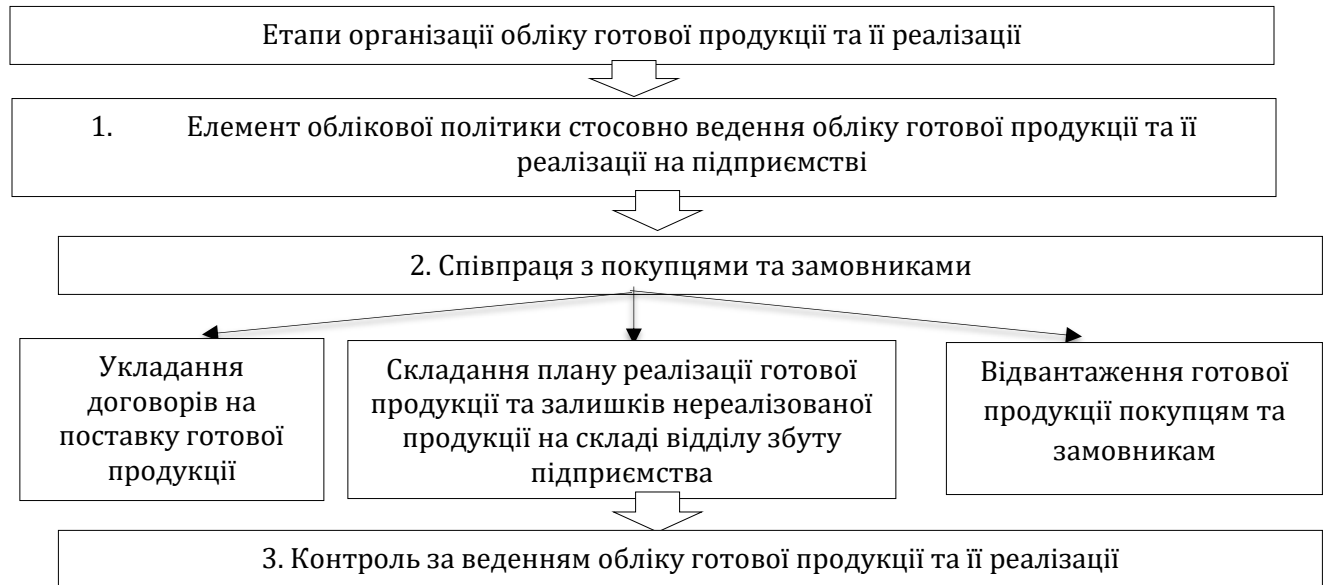 Етапи організації обліку готової продукції та її реалізації
1. Елемент облікової політики стосовно ведення обліку готової продукції та її
реалізації на підприємстві
2. Співпраця з покупцями та замовниками
Укладання
договорів на
поставку готової
продукції
Складання плану реалізації готової
продукції та залишків нереалізованої
продукції на складі відділу збуту
підприємства
Відвантаження готової
продукції покупцям та
замовникам
3. Контроль за веденням обліку готової продукції та її реалізації